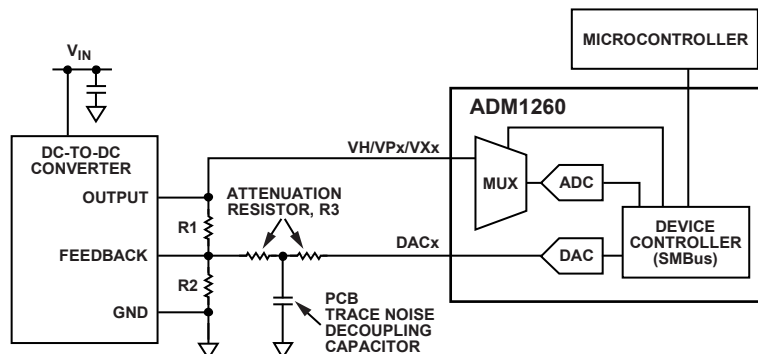 VIN
MICROCONTROLLER
ADM1260
DC-TO-DC
CONVERTER
VH/VPx/VXx
MUX
ADC
OUTPUT
ATTENUATION
RESISTOR, R3
R1
DEVICE
CONTROLLER
(SMBus)
FEEDBACK
DACx
DAC
R2
PCB
TRACE NOISE
DECOUPLING
CAPACITOR
GND